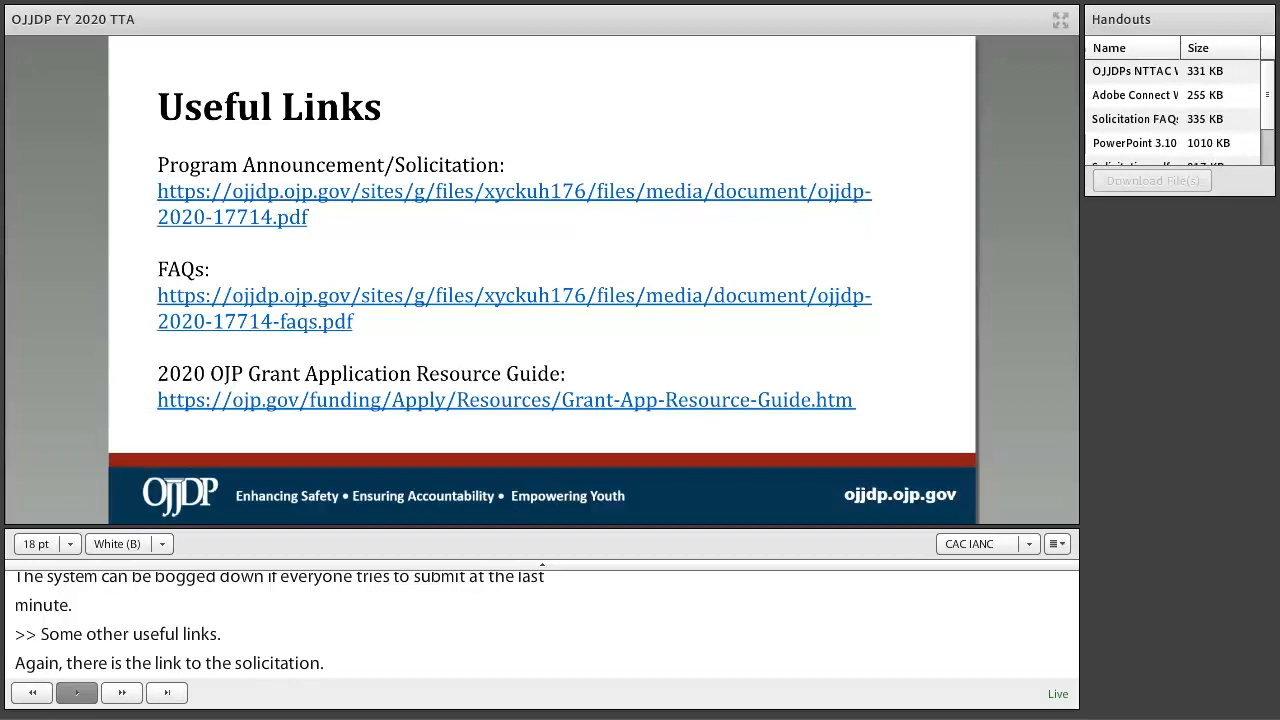 OJJDP FY 2020 TTA
Useful Links
Program Announcement/Solicitation:
https://ojjdp.ojp.gov/sites/g/files/xyckuh176/files/media/document/ojjdp-
2020-17714.pdf
FAQs:
https://ojjdp.ojp.gov/sites/g/files/xyckuh176/files/media/document/ojjdp-
2020-17714-faqs.pdf
2020 OJP Grant Application Resource Guide:
https://ojp.gov/funding/Apply/Resources/Grant-App-Resource-Guide.htm
OJJDP Enhancing Safety • Ensuring Accountability • Empowering Youth ojjdp.ojp.gov
Handouts
Name Size
OJJDPs NTTAC 331 KB
Adobe Connect 255 KB
Solicitation FAQs 335 KB
PowerPoint 3.10 1010 KB
Download File(s)
18 pt White (B) CAC IANC
The system can be bogged down if everyone tries to submit at the last
minute.
>> Some other useful links.
Again, there is the link to the solicitation.
Live